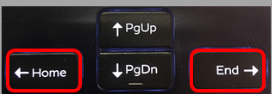 ↑ PgUp
← Home
↓ PgDn
End →